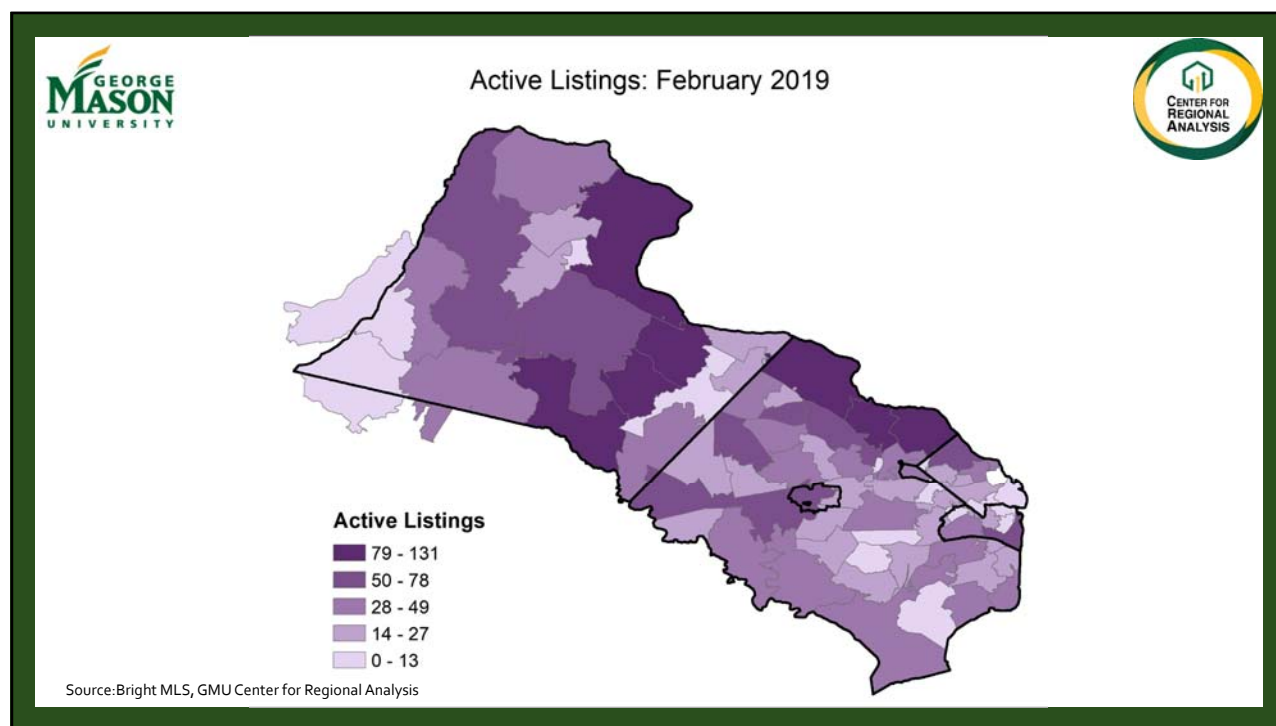 GEORGE
MASON
UNIVERSITY
Active Listings: February 2019
CENTER FOR
REGIONAL
ANALYSIS
Active Listings
79 - 131
50 - 78
28 - 49
14 - 27
0 - 13
Source:Bright MLS, GMU Center for Regional Analysis